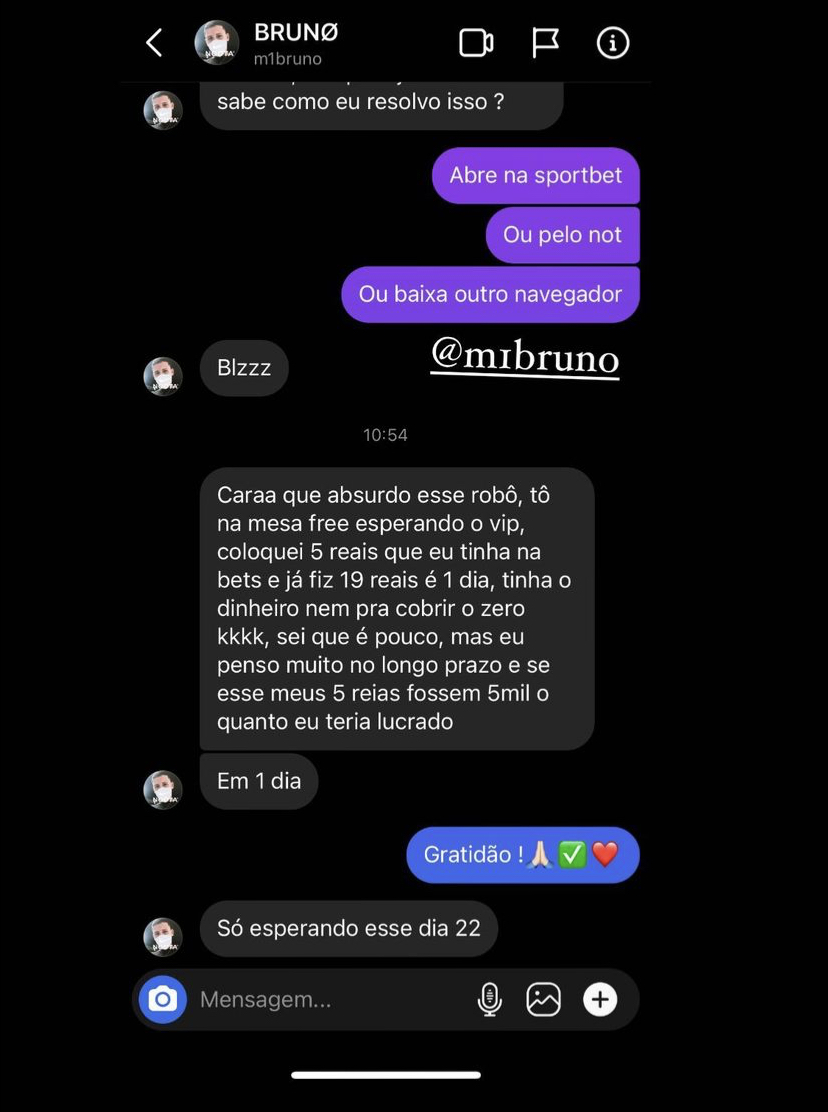 BRUNØ
m1bruno
sabe como eu resolvo isso ?
Abre na sportbet
Ou pelo not
Ou baixa outro navegador
Blzzz
@m1bruno
10:54
Caraa que absurdo esse robô, tô
na mesa free esperando o vip,
coloquei 5 reais que eu tinha na
bets e já fiz 19 reais é 1 dia, tinha o
dinheiro nem pra cobrir o zero
kkkk, sei que é pouco, mas eu
penso muito no longo prazo e se
esse meus 5 reias fossem 5mil o
quanto eu teria lucrado
Em 1 dia
Gratidão !🙏🏻✅❤️
Só esperando esse dia 22
Mensagem...